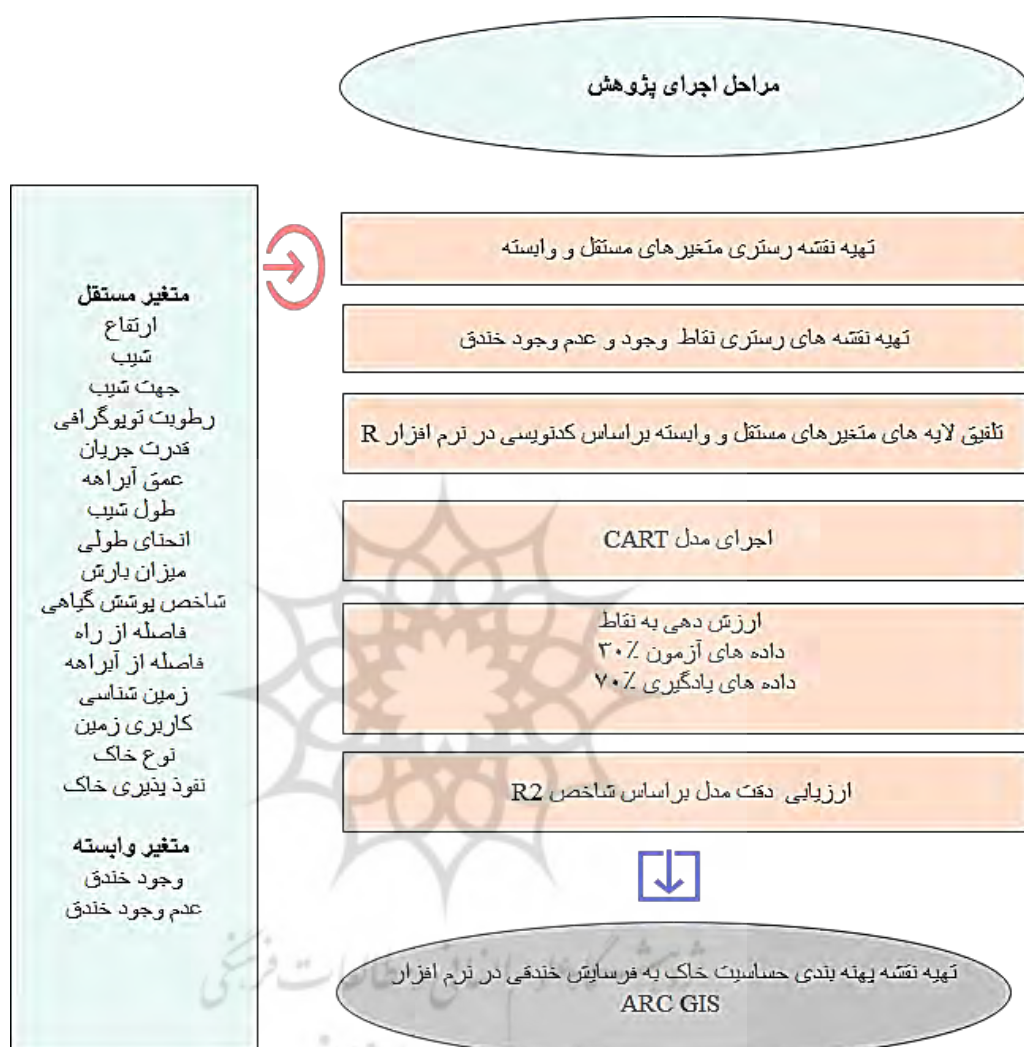 مراحل اجرای پژوهش
تهیه نقشه رستری متغیرهای مستقل و وابسته
تهیه نقشه های رستری نقاط وجود و عدم وجود خندق
تلفیق لایه های متغیرهای مستقل و وابسته براساس کدنویسی در نرم افزار R
اجرای مدل CART
ارزش دهی به نقاط
داده های آزمون ۳۰٪
داده های یادگیری ۷۰٪
ارزیابی دقت مدل براساس شاخص R2
تهیه نقشه پهنه بندی حساسیت خاک به فرسایش خندقی در نرم افزار
ARC GIS
متغیر مستقل
ارتفاع
شیب
جهت شیب
رطوبت توپوگرافی
قدرت جریان
عمق آبراهه
طول شیب
انحنای طولی
میزان بارش
شاخص پوشش گیاهی
فاصله از راه
فاصله از آبراهه
زمین شناسی
کاربری زمین
نوع خاک
نفوذ پذیری خاک
متغیر وابسته
وجود خندق
عدم وجود خندق